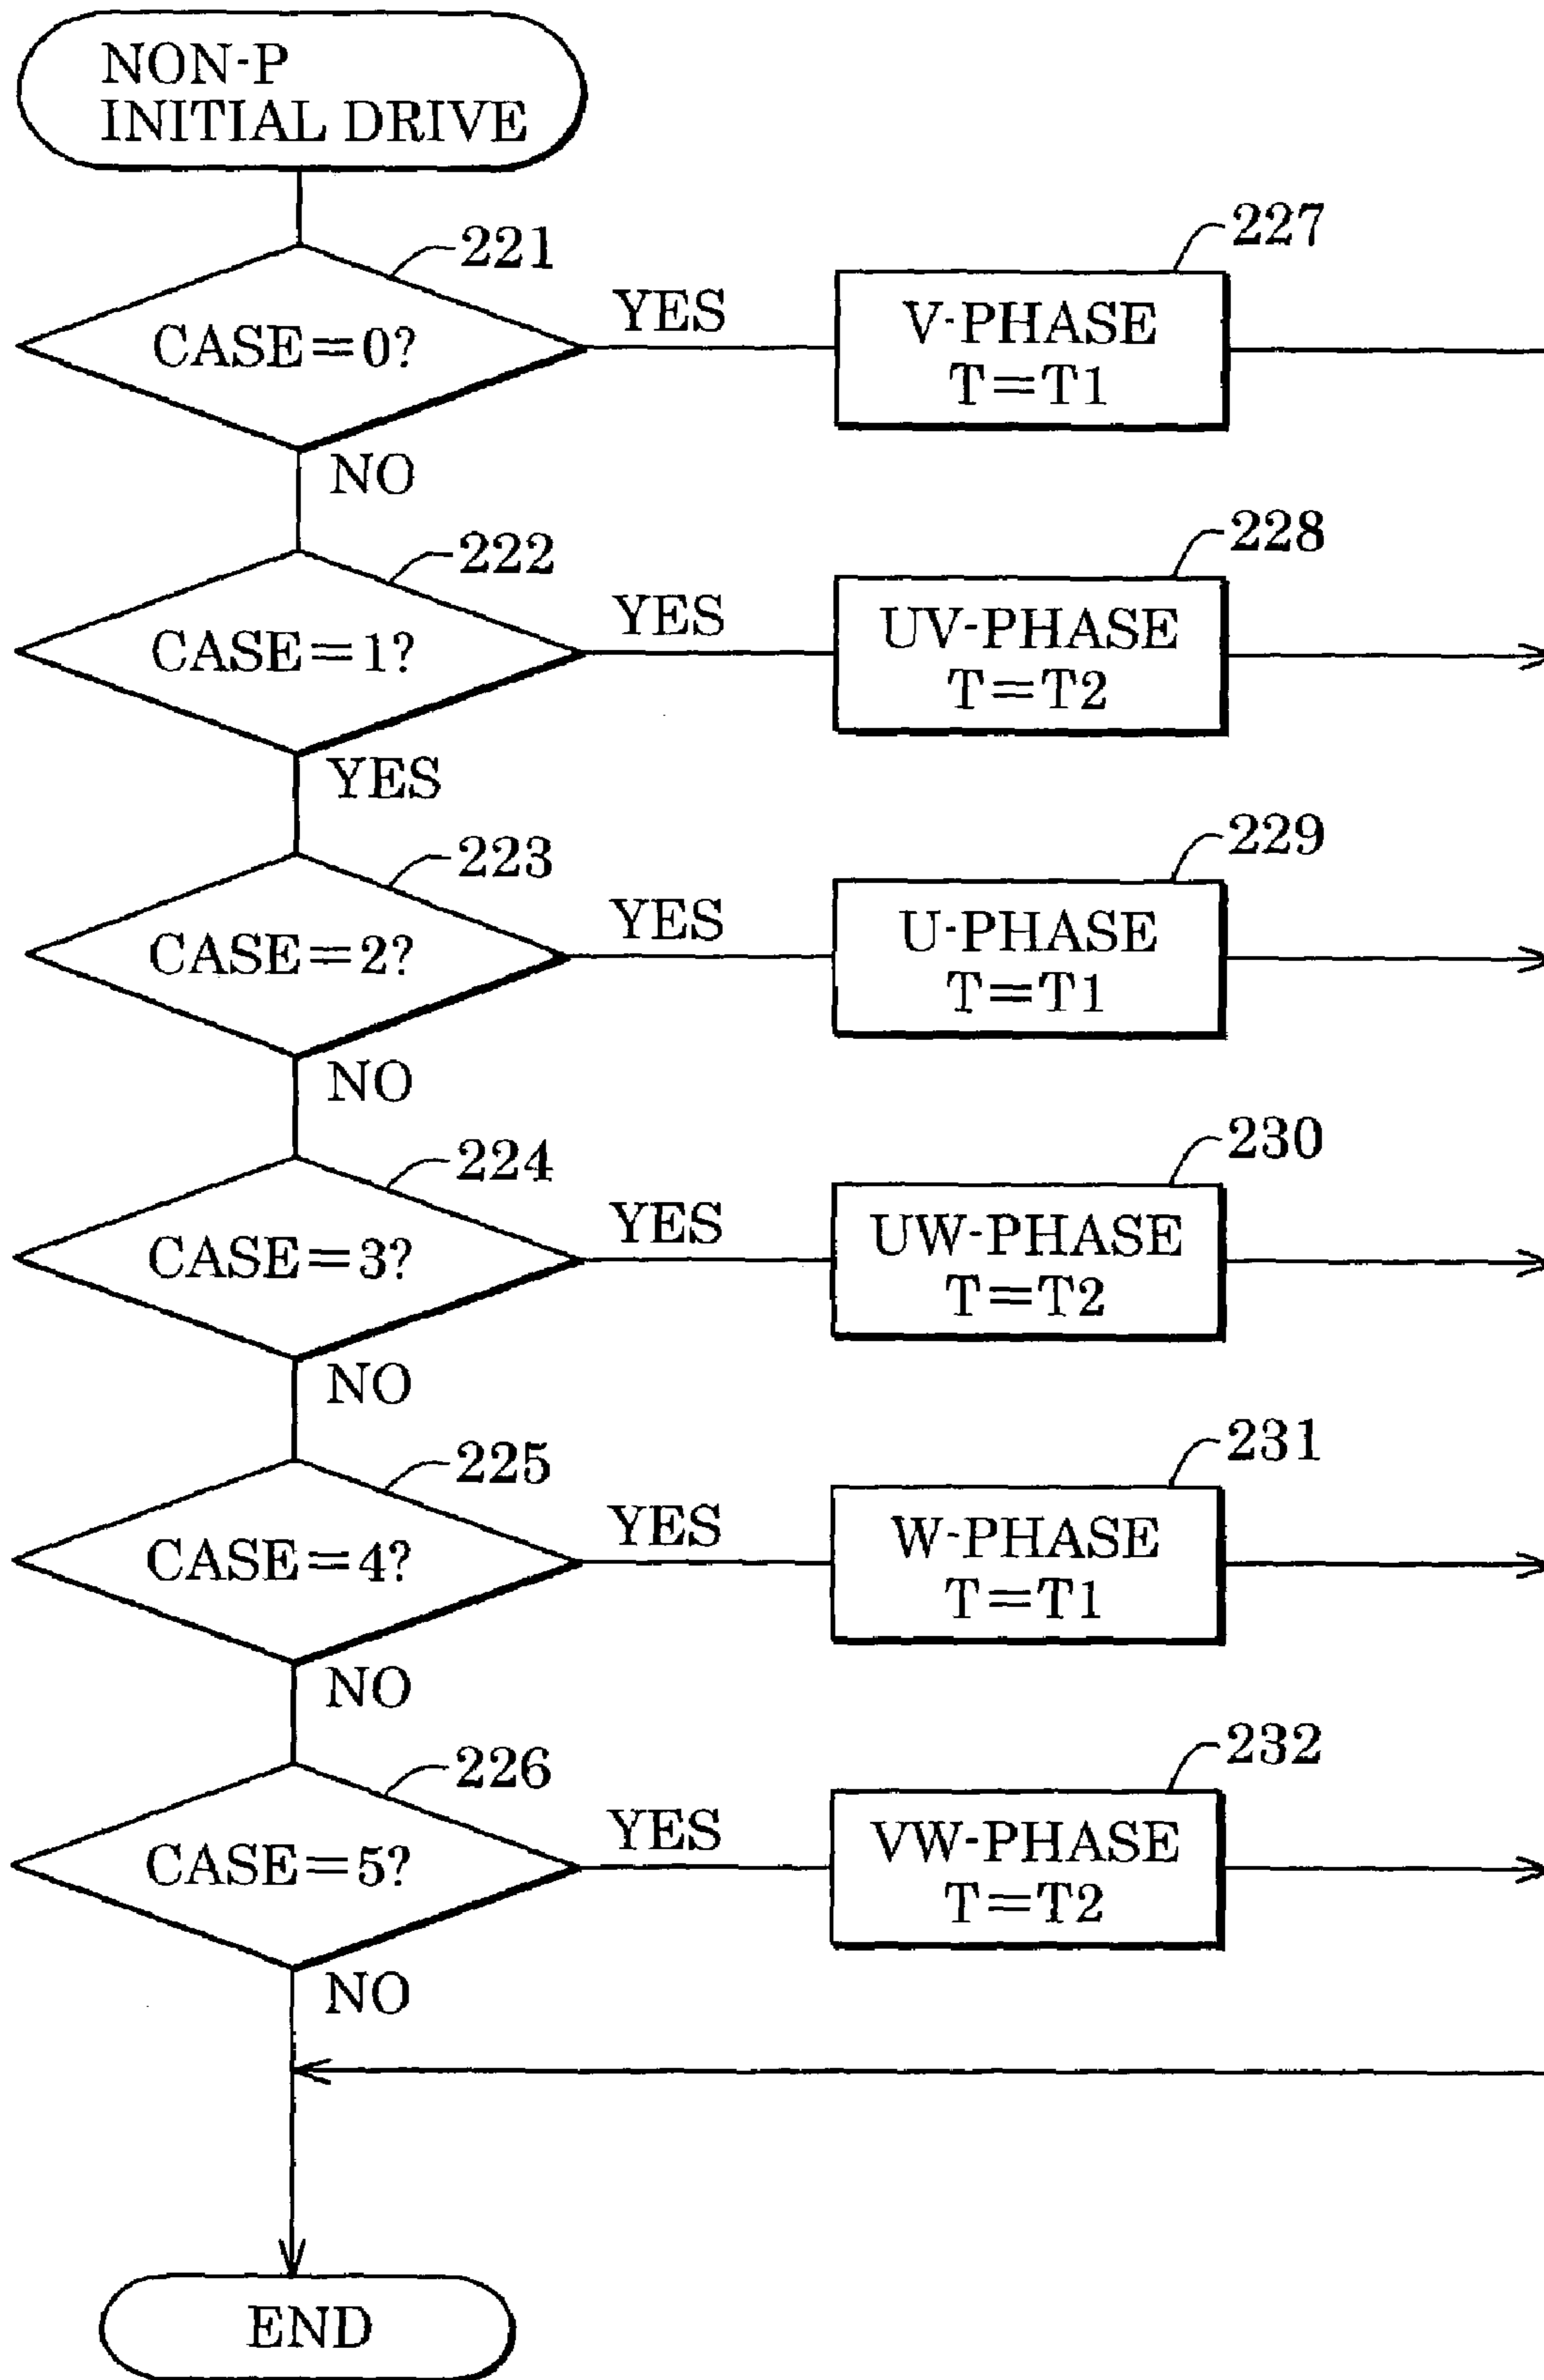 NON-P
INITIAL DRIVE
221
CASE=0?
YES
227
V-PHASE
T=T1
NO
222
CASE=1?
YES
228
UV-PHASE
T=T2
YES
223
CASE=2?
YES
229
U-PHASE
T=T1
NO
224
CASE=3?
YES
230
UW-PHASE
T=T2
NO
225
CASE=4?
YES
231
W-PHASE
T=T1
NO
226
CASE=5?
YES
232
VW-PHASE
T=T2
NO
END